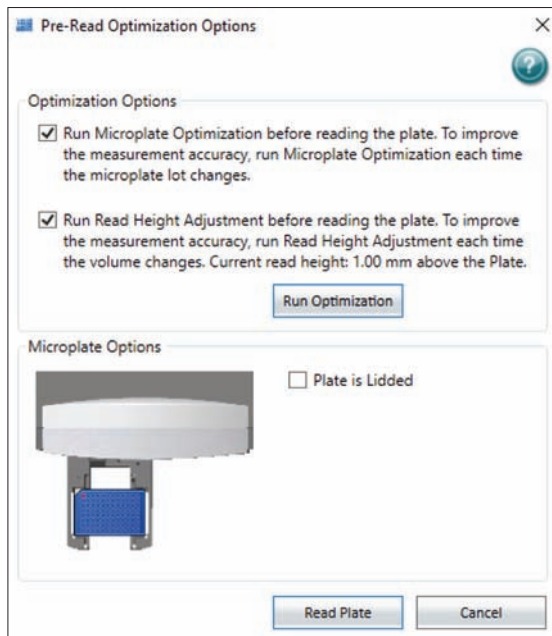 Pre-Read Optimization Options
?
Optimization Options
Run Microplate Optimization before reading the plate. To improve
the measurement accuracy, run Microplate Optimization each time
the microplate lot changes.
Run Read Height Adjustment before reading the plate. To improve
the measurement accuracy, run Read Height Adjustment each time
the volume changes. Current read height: 1.00 mm above the Plate.
Run Optimization
Microplate Options
Plate is Lidded
Read Plate
Cancel